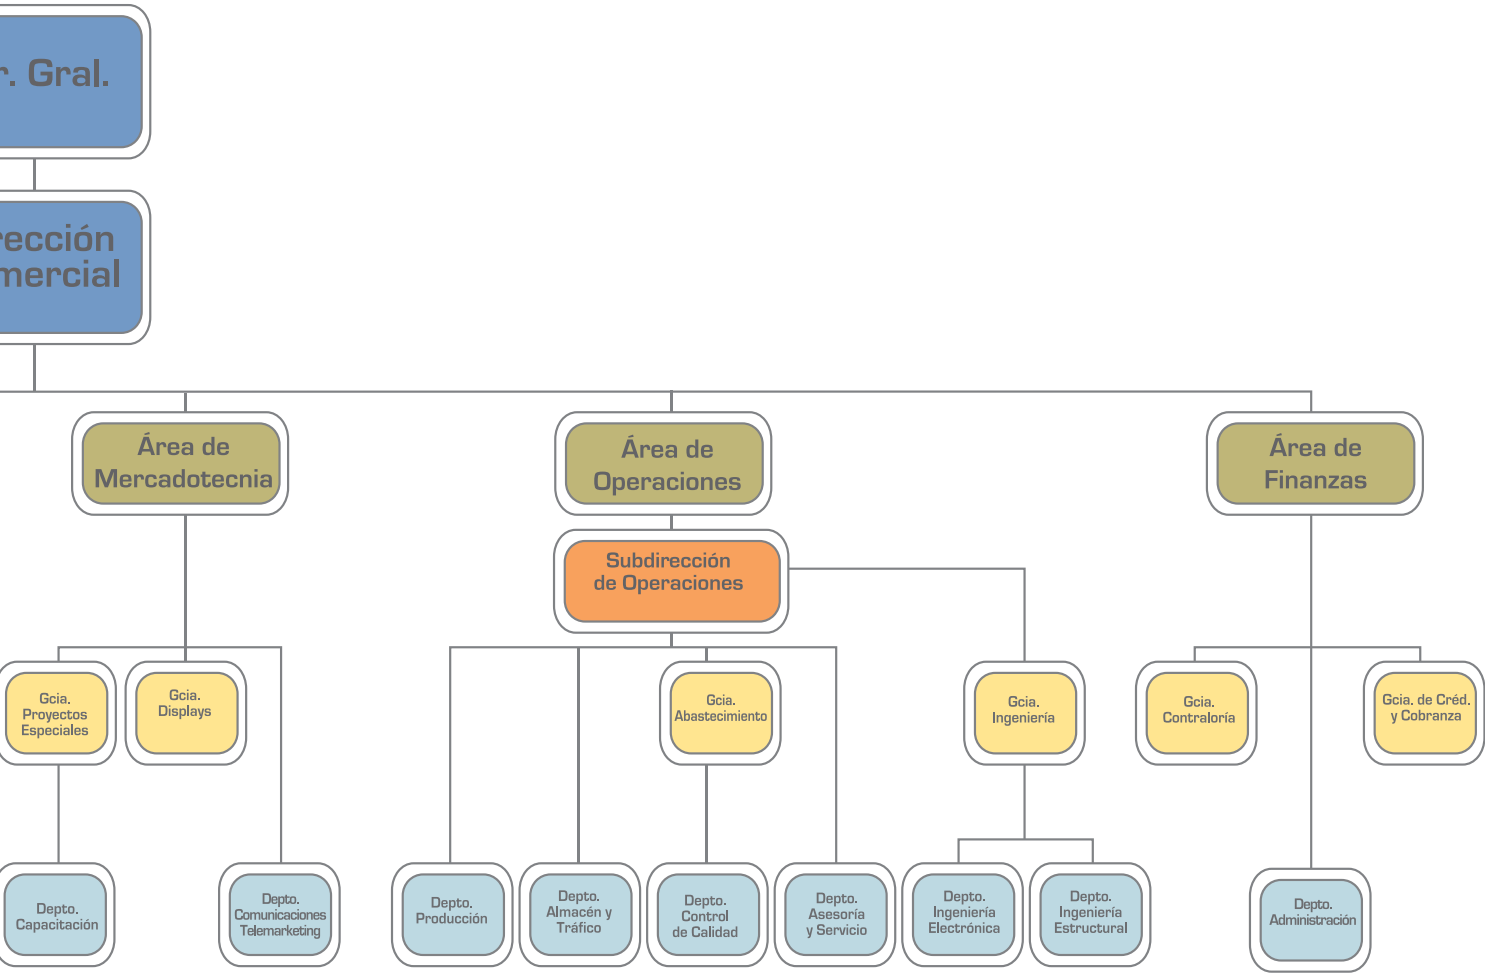 r. Gral.
rección
mercial
Área de
Mercadotecnia
Área de
Operaciones
Área de
Finanzas
Subdirección
de Operaciones
Gcia.
Proyectos
Especiales
Gcia.
Displays
Gcia.
Abastecimiento
Gcia.
Ingeniería
Gcia.
Contraloría
Gcia. de Créd.
y Cobranza
Depto.
Capacitación
Depto.
Comunicaciones
Telemarketing
Depto.
Producción
Depto.
Almacén y
Tráfico
Depto.
Control
de Calidad
Depto.
Asesoría
y Servicio
Depto.
Ingeniería
Electrónica
Depto.
Ingeniería
Estructural
Depto.
Administración